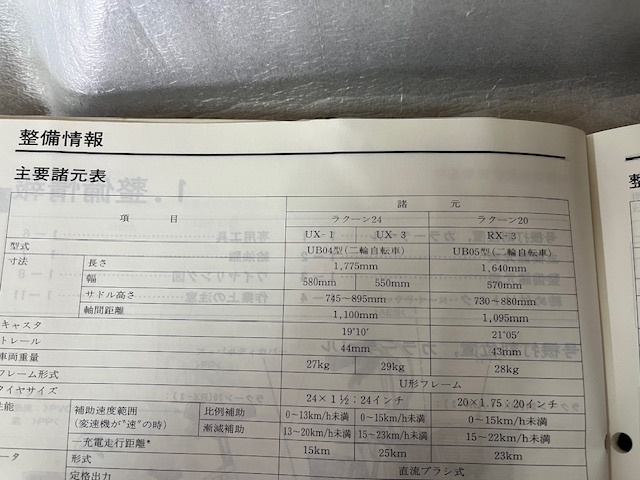 整備情報
主要諸元表
項 目 諸 元
ラクーン24 ラクーン20
UX-1 UX-3 RX-3
型式 UB04型(二輪自転車) UB05型(二輪自転車)
寸法 長さ 1,775mm 1,640mm
幅 580mm 550mm 570mm
サドル高さ 745~895mm 730~880mm
軸間距離 1,100mm 1,095mm
キャスタ 19°10′ 21°05′
トレール 44mm 43mm
車両重量 27kg 29kg 28kg
フレーム形式 U形フレーム
タイヤサイズ 24×1½:24インチ 20×1.75:20インチ
性能 補助速度範囲 比例補助 0~13km/h未満 0~15km/h未満 0~15km/h未満
(変速機が"速"の時) 漸減補助 13~20km/h未満 15~23km/h未満 15~22km/h未満
一充電走行距離* 15km 25km 23km
ータ 形式 直流ブラシ式
定格出力